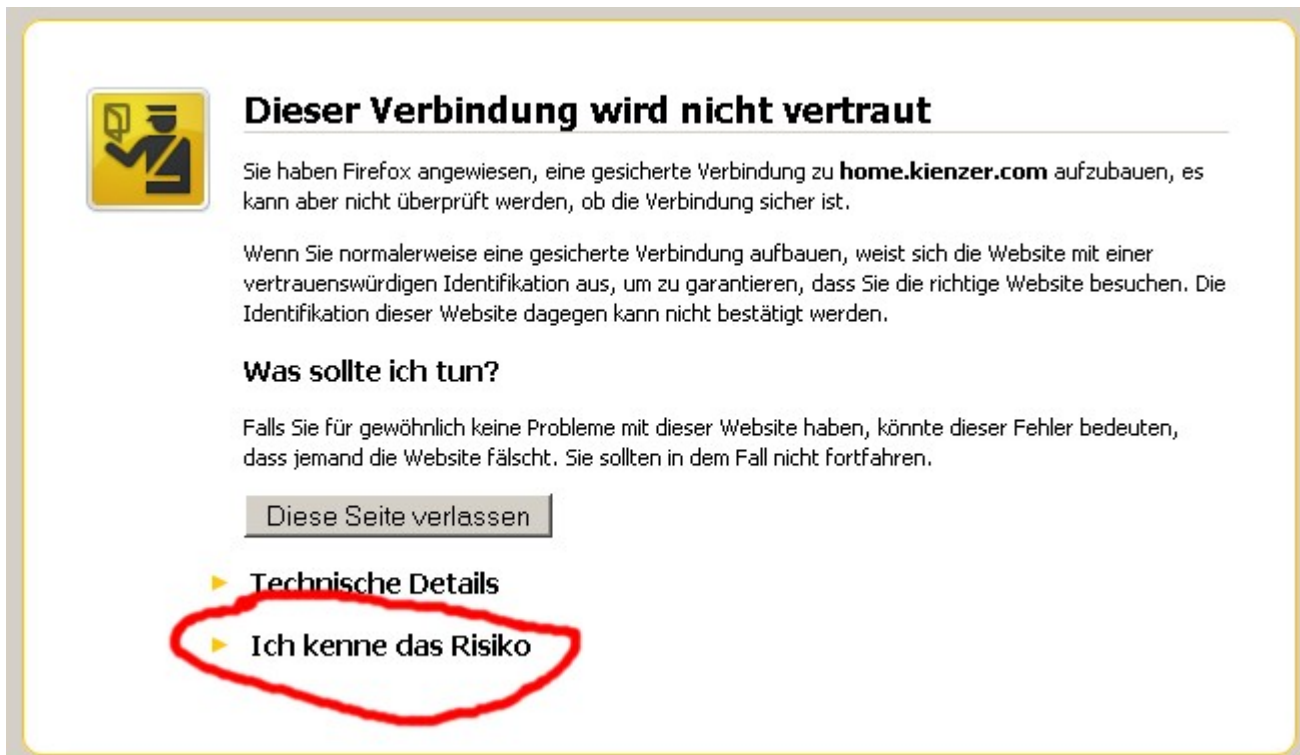 Dieser Verbindung wird nicht vertraut
Sie haben Firefox angewiesen, eine gesicherte Verbindung zu home.kienzer.com aufzubauen, es
kann aber nicht überprüft werden, ob die Verbindung sicher ist.
Wenn Sie normalerweise eine gesicherte Verbindung aufbauen, weist sich die Website mit einer
vertrauenswürdigen Identifikation aus, um zu garantieren, dass Sie die richtige Website besuchen. Die
Identifikation dieser Website dagegen kann nicht bestätigt werden.
Was sollte ich tun?
Falls Sie für gewöhnlich keine Probleme mit dieser Website haben, könnte dieser Fehler bedeuten,
dass jemand die Website fälscht. Sie sollten in dem Fall nicht fortfahren.
Diese Seite verlassen
Technische Details
Ich kenne das Risiko